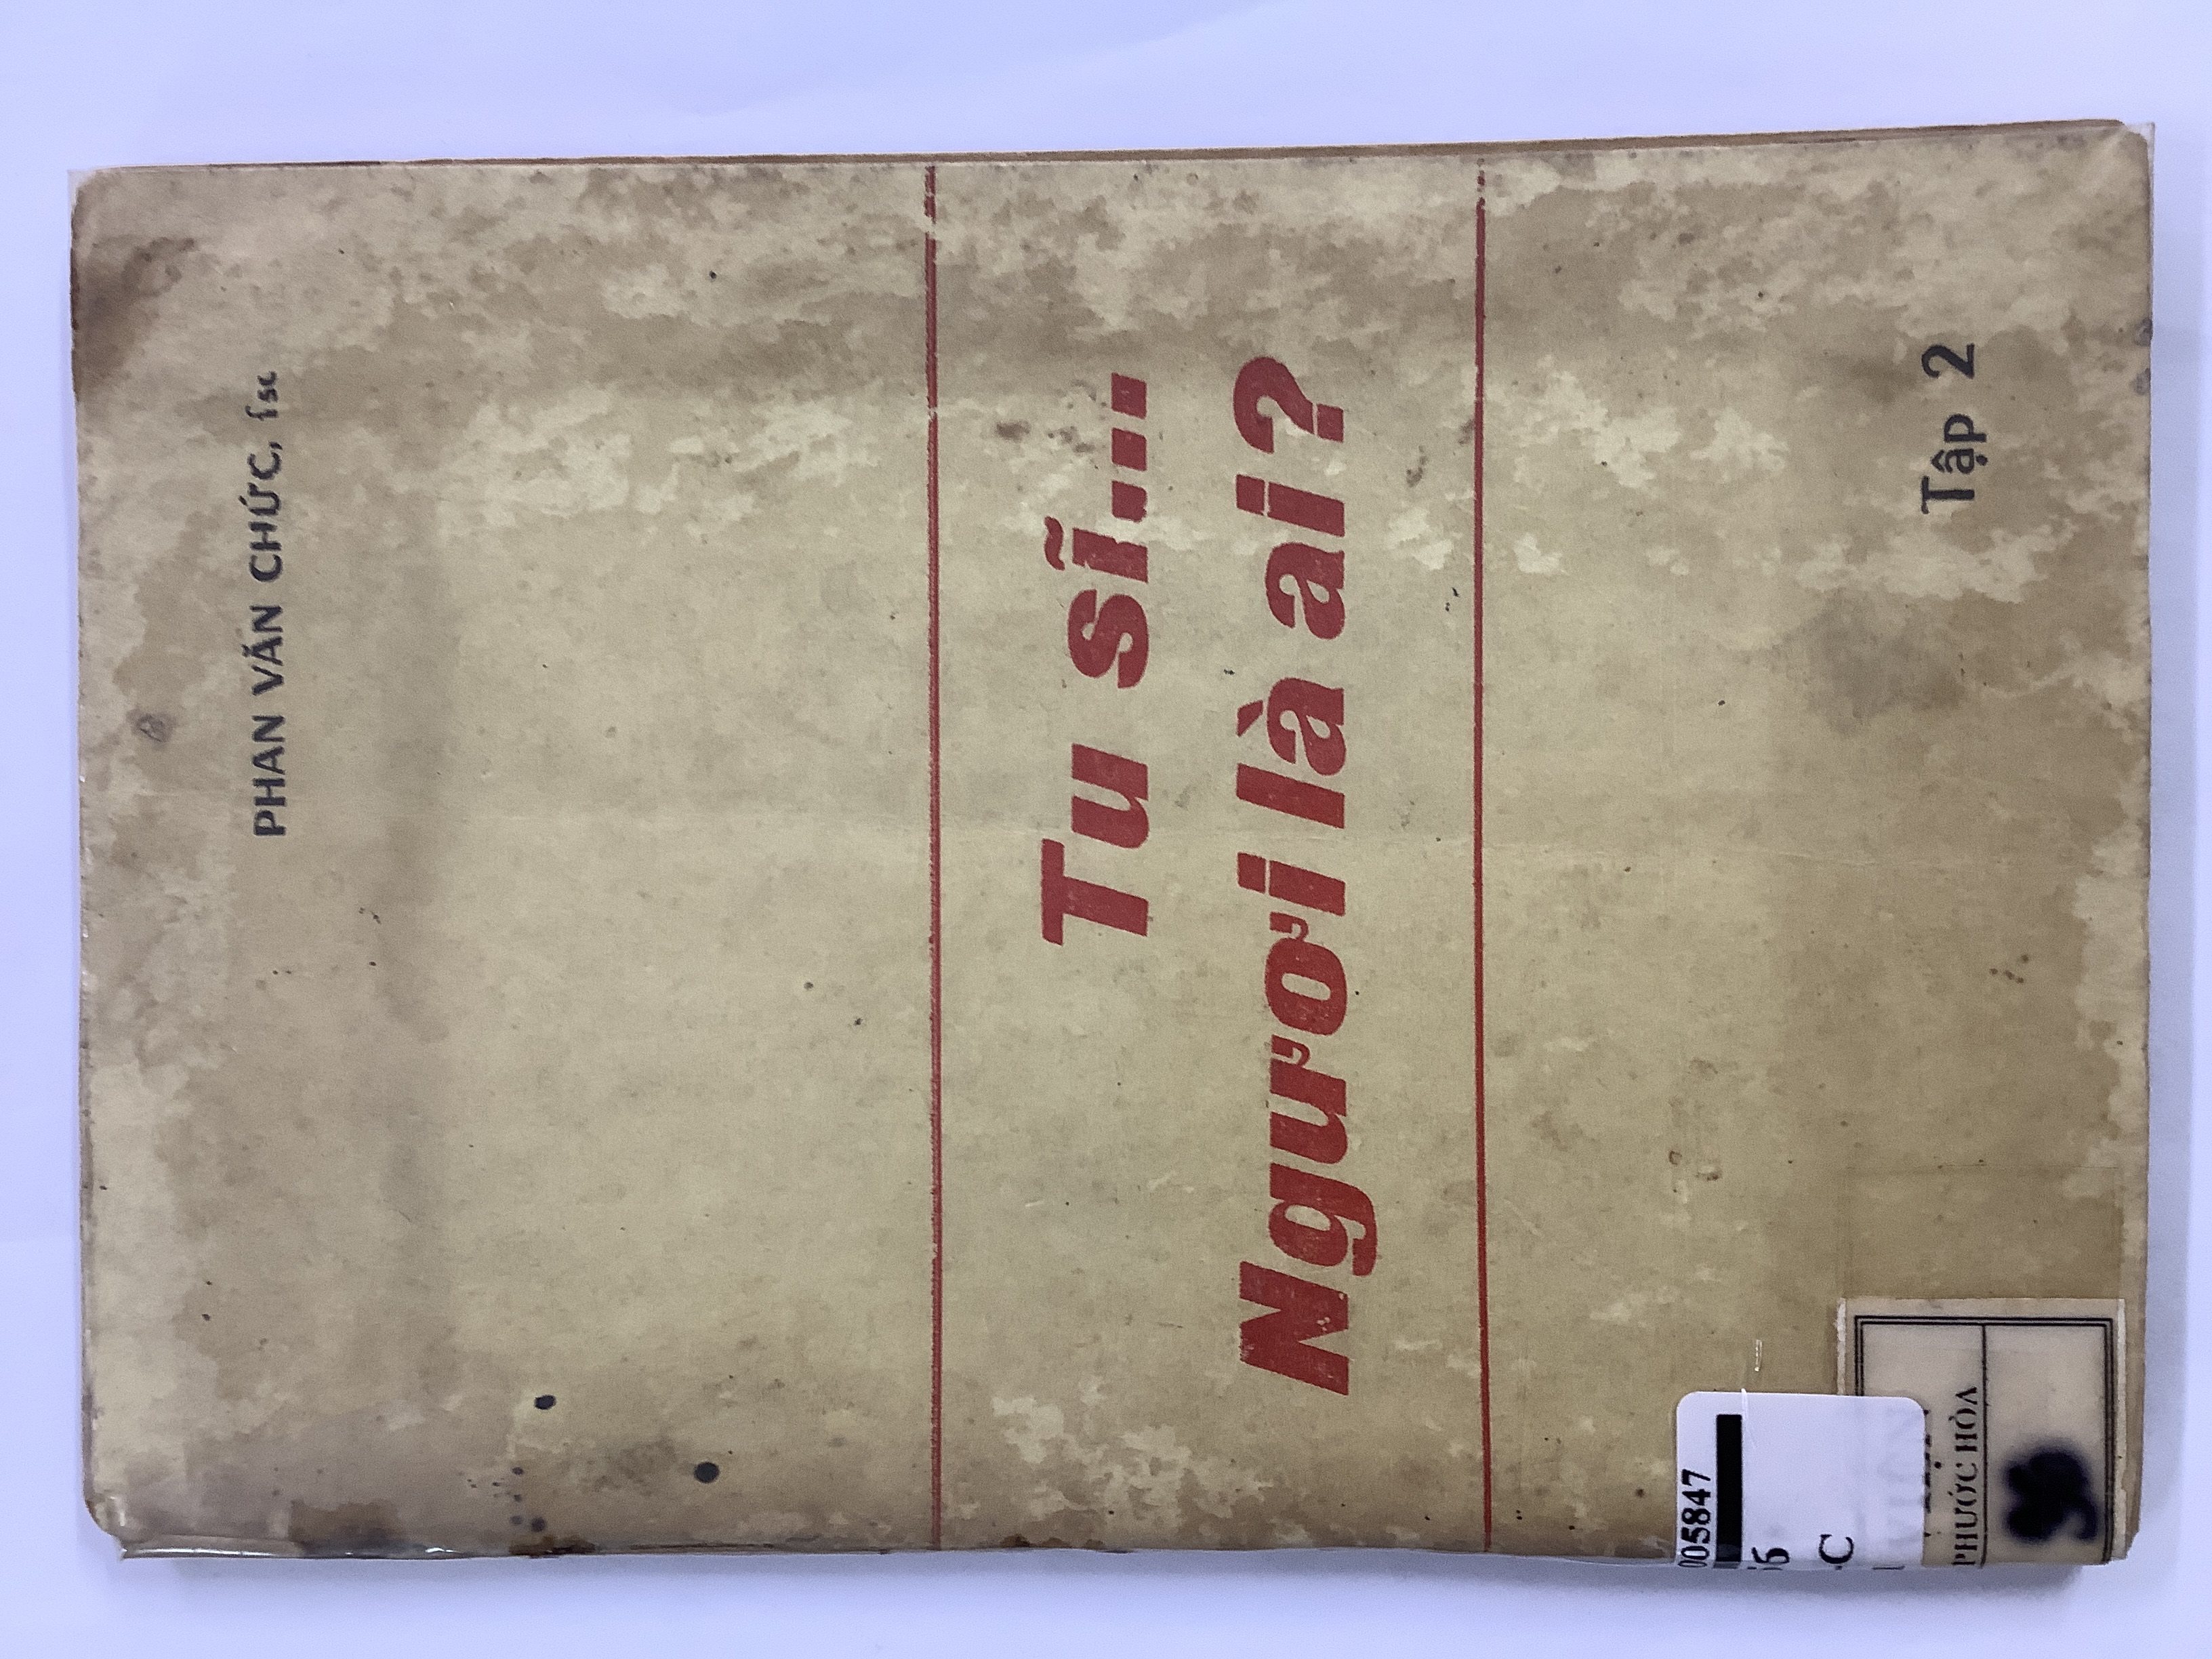 PHAN VĂN CHỨC, fsc
Tu sĩ...
Người là ai?
Tập 2
005847
PHƯỚC HÒA